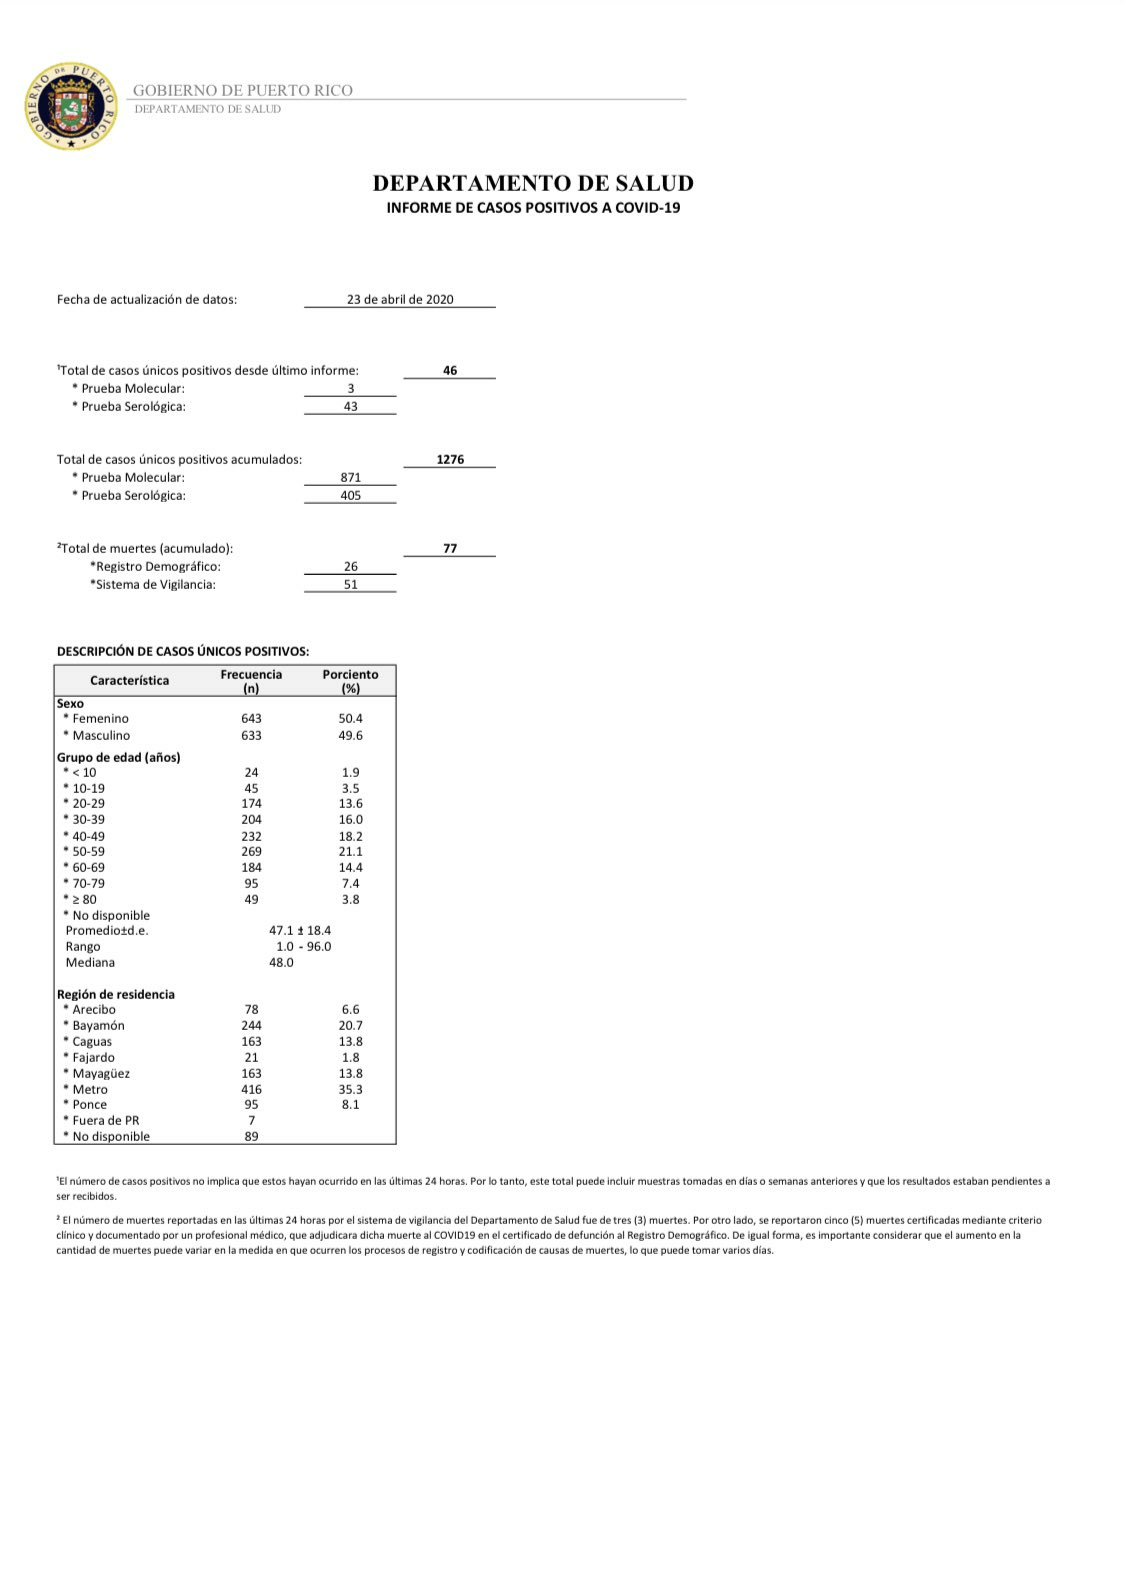 GOBIERNO DE PUERTO RICO
GOBIERNO DE PUERTO RICO
DEPARTAMENTO DE SALUD
DEPARTAMENTO DE SALUD
INFORME DE CASOS POSITIVOS A COVID-19
Fecha de actualización de datos: 23 de abril de 2020
¹Total de casos únicos positivos desde último informe: 46
* Prueba Molecular: 3
* Prueba Serológica: 43
Total de casos únicos positivos acumulados: 1276
* Prueba Molecular: 871
* Prueba Serológica: 405
²Total de muertes (acumulado): 77
*Registro Demográfico: 26
*Sistema de Vigilancia: 51
DESCRIPCIÓN DE CASOS ÚNICOS POSITIVOS:
Característica Frecuencia (n) Porciento (%)
Sexo
* Femenino 643 50.4
* Masculino 633 49.6
Grupo de edad (años)
* < 10 24 1.9
* 10-19 45 3.5
* 20-29 174 13.6
* 30-39 204 16.0
* 40-49 232 18.2
* 50-59 269 21.1
* 60-69 184 14.4
* 70-79 95 7.4
* ≥ 80 49 3.8
* No disponible
Promedio±d.e. 47.1 ± 18.4
Rango 1.0 - 96.0
Mediana 48.0
Región de residencia
* Arecibo 78 6.6
* Bayamón 244 20.7
* Caguas 163 13.8
* Fajardo 21 1.8
* Mayagüez 163 13.8
* Metro 416 35.3
* Ponce 95 8.1
* Fuera de PR 7
* No disponible 89
¹El número de casos positivos no implica que estos hayan ocurrido en las últimas 24 horas. Por lo tanto, este total puede incluir muestras tomadas en días o semanas anteriores y que los resultados estaban pendientes a
ser recibidos.
² El número de muertes reportadas en las últimas 24 horas por el sistema de vigilancia del Departamento de Salud fue de tres (3) muertes. Por otro lado, se reportaron cinco (5) muertes certificadas mediante criterio
clínico y documentado por un profesional médico, que adjudicara dicha muerte al COVID19 en el certificado de defunción al Registro Demográfico. De igual forma, es importante considerar que el aumento en la
cantidad de muertes puede variar en la medida en que ocurren los procesos de registro y codificación de causas de muertes, lo que puede tomar varios días.